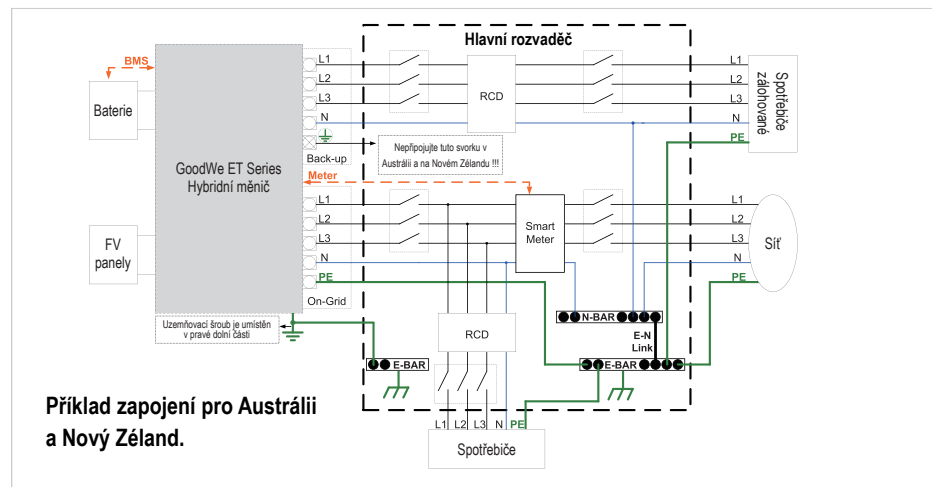 Hlavní rozvaděč
BMS
Baterie
GoodWe ET Series
Hybridní měnič
FV
panely
L1
L2
L3
N
Back-up
RCD
L1
L2
L3
N
PE
Spotřebiče
zálohované
Nepřipojujte tuto svorku v
Austrálii a na Novém Zélandu !!!
Meter
L1
L2
L3
N
PE
On-Grid
Smart
Meter
L1
L2
L3
N
PE
Síť
Uzemňovací šroub je umístěn
v pravé dolní části
RCD
N-BAR
E-N
Link
E-BAR
E-BAR
L1 L2 L3 N PE
Spotřebiče
Příklad zapojení pro Austrálii
a Nový Zéland.